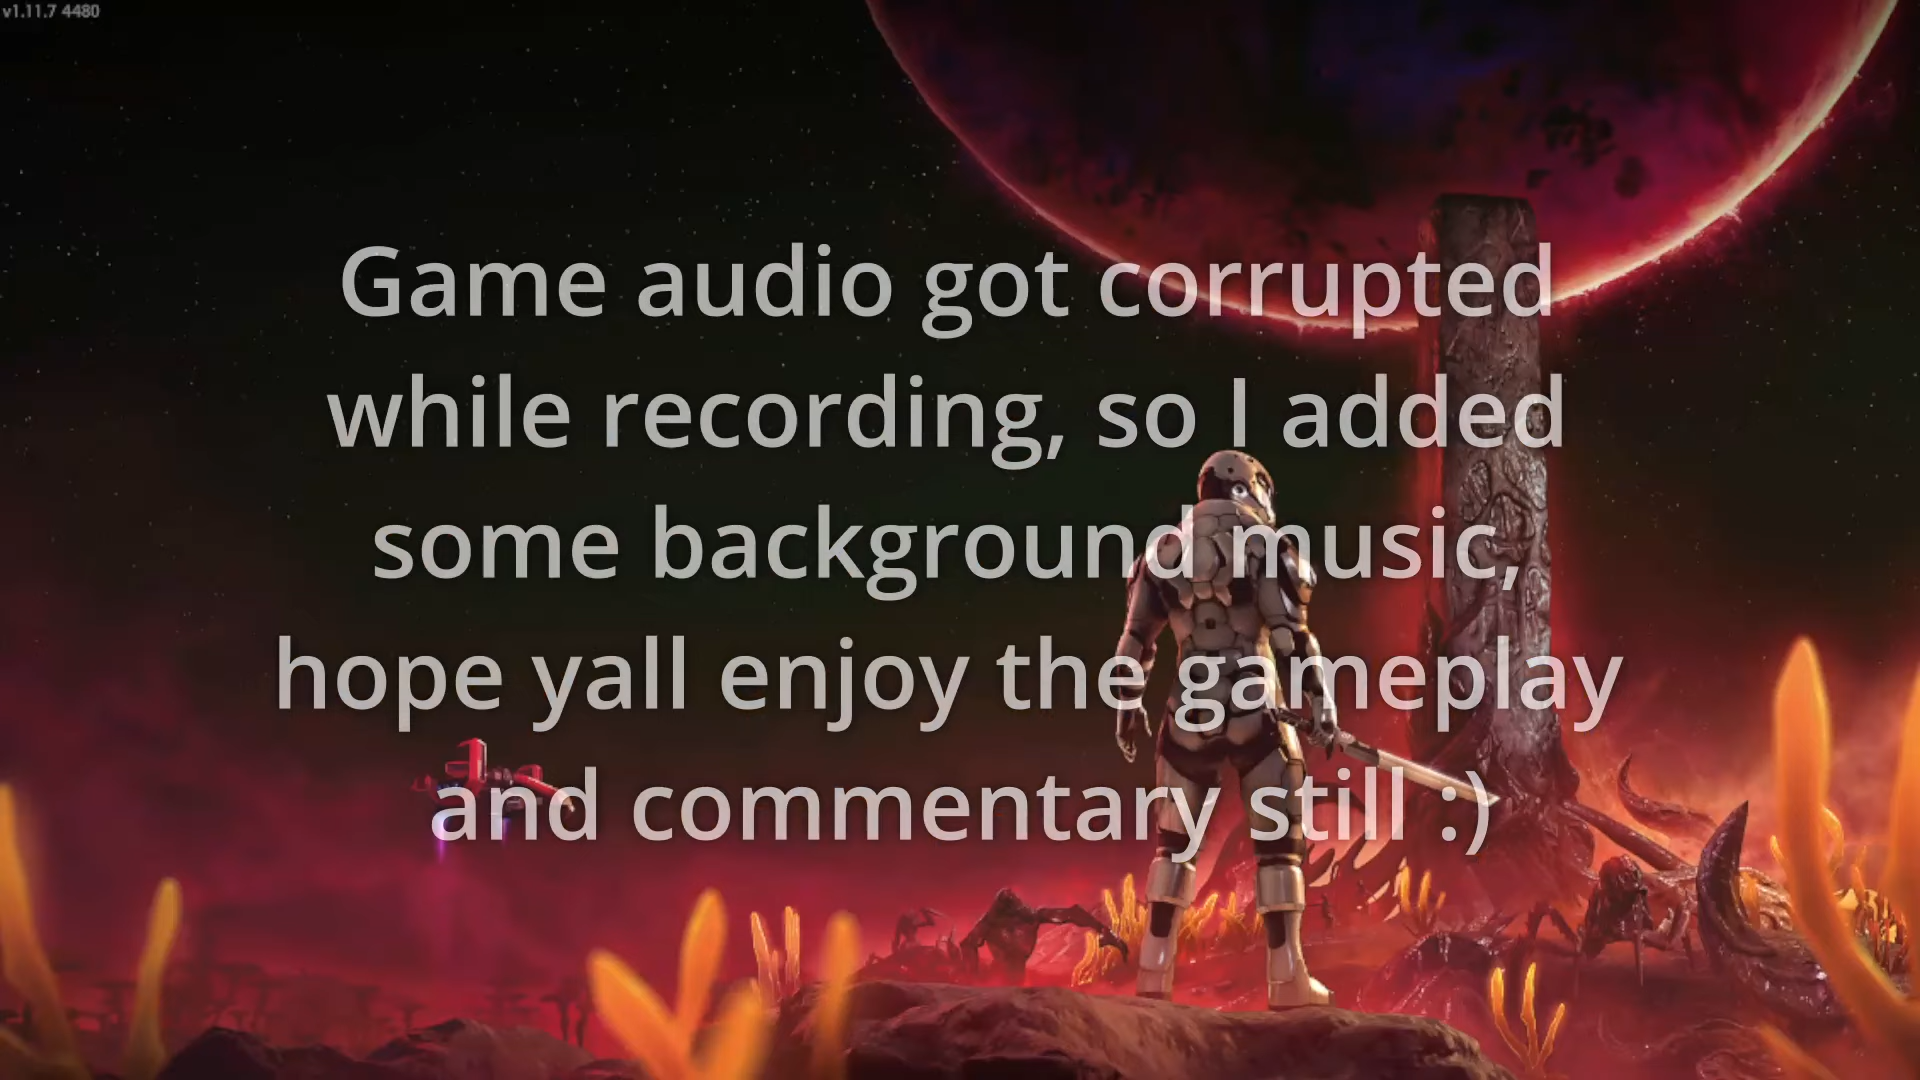 v1.11.7 4480
Game audio got corrupted
while recording, so I added
some background music,
hope yall enjoy the gameplay
and commentary still :)